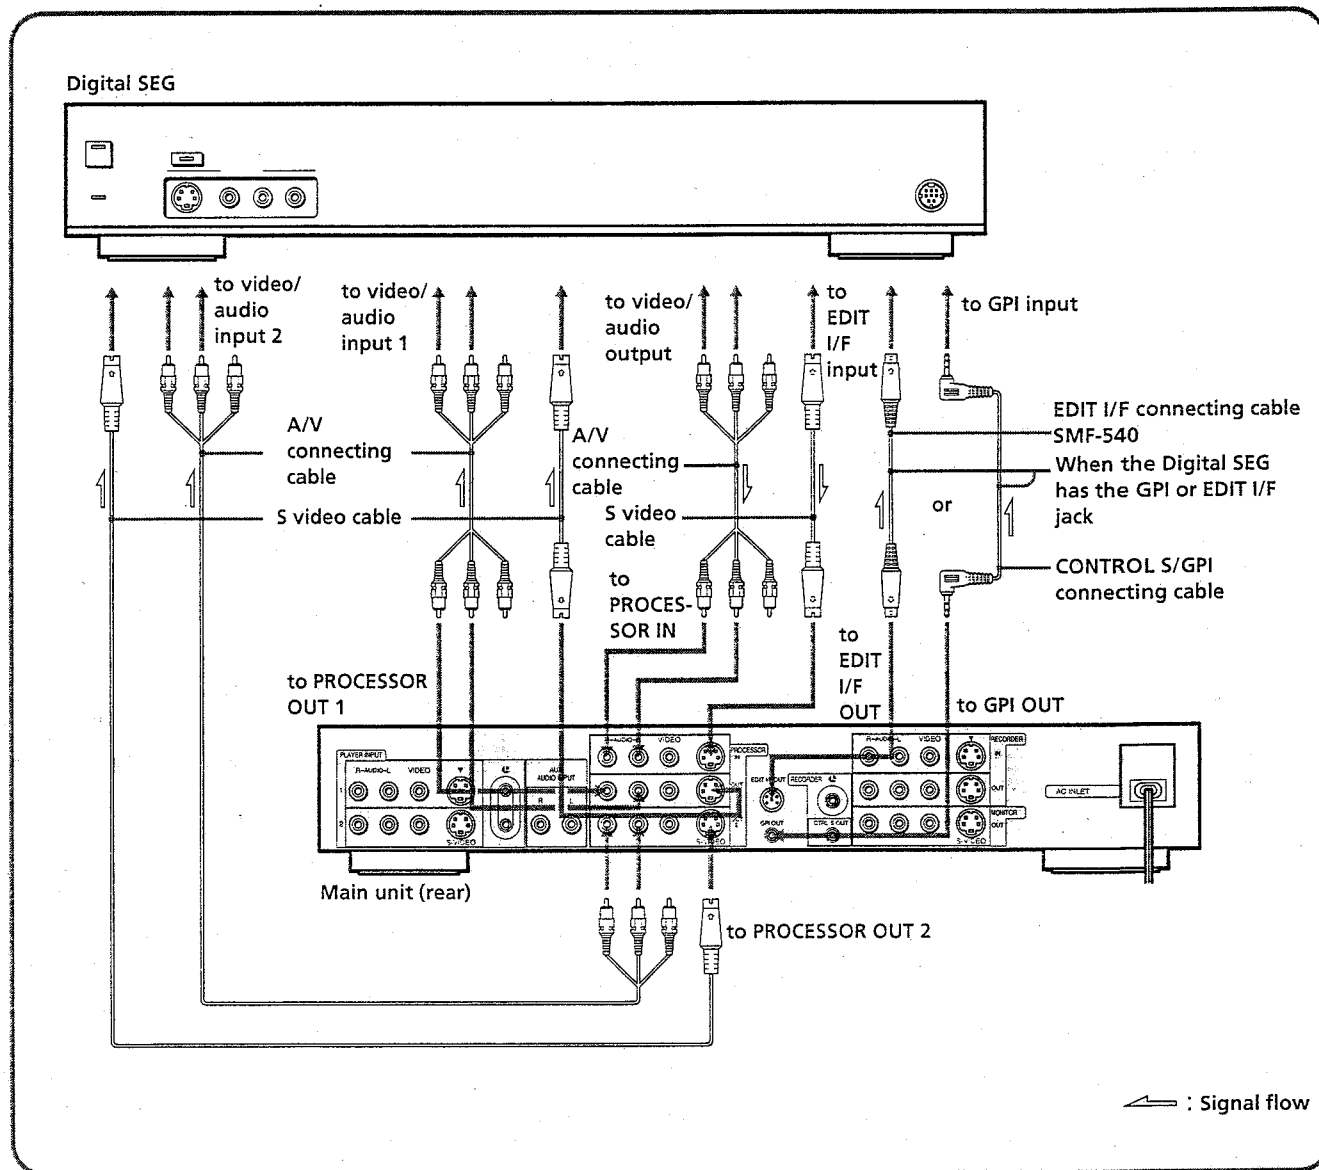 Digital SEG
to video/
audio
input 2
to video/
audio
input 1
to video/
audio
output
to
EDIT
I/F
input
to GPI input
A/V
connecting
cable
S video cable
A/V
connecting
cable
S video
cable
EDIT I/F connecting cable
SMF-540
When the Digital SEG
has the GPI or EDIT I/F
jack
or
CONTROL S/GPI
connecting cable
to
PROCES-
SOR IN
to PROCESSOR
OUT 1
to
EDIT
I/F
OUT
to GPI OUT
PLAYER INPUT
R-AUDIO-L VIDEO
1
2
S-VIDEO
AUDIO INPUT
R L
VIDEO
PROCESSOR
IN
OUT
S-VIDEO
EDIT I/F OUT
GPI OUT
RECORDER
CTRL S OUT
R-AUDIO-L VIDEO
RECORDER
IN
OUT
MONITOR
OUT
S-VIDEO
AC INLET
Main unit (rear)
to PROCESSOR OUT 2
: Signal flow